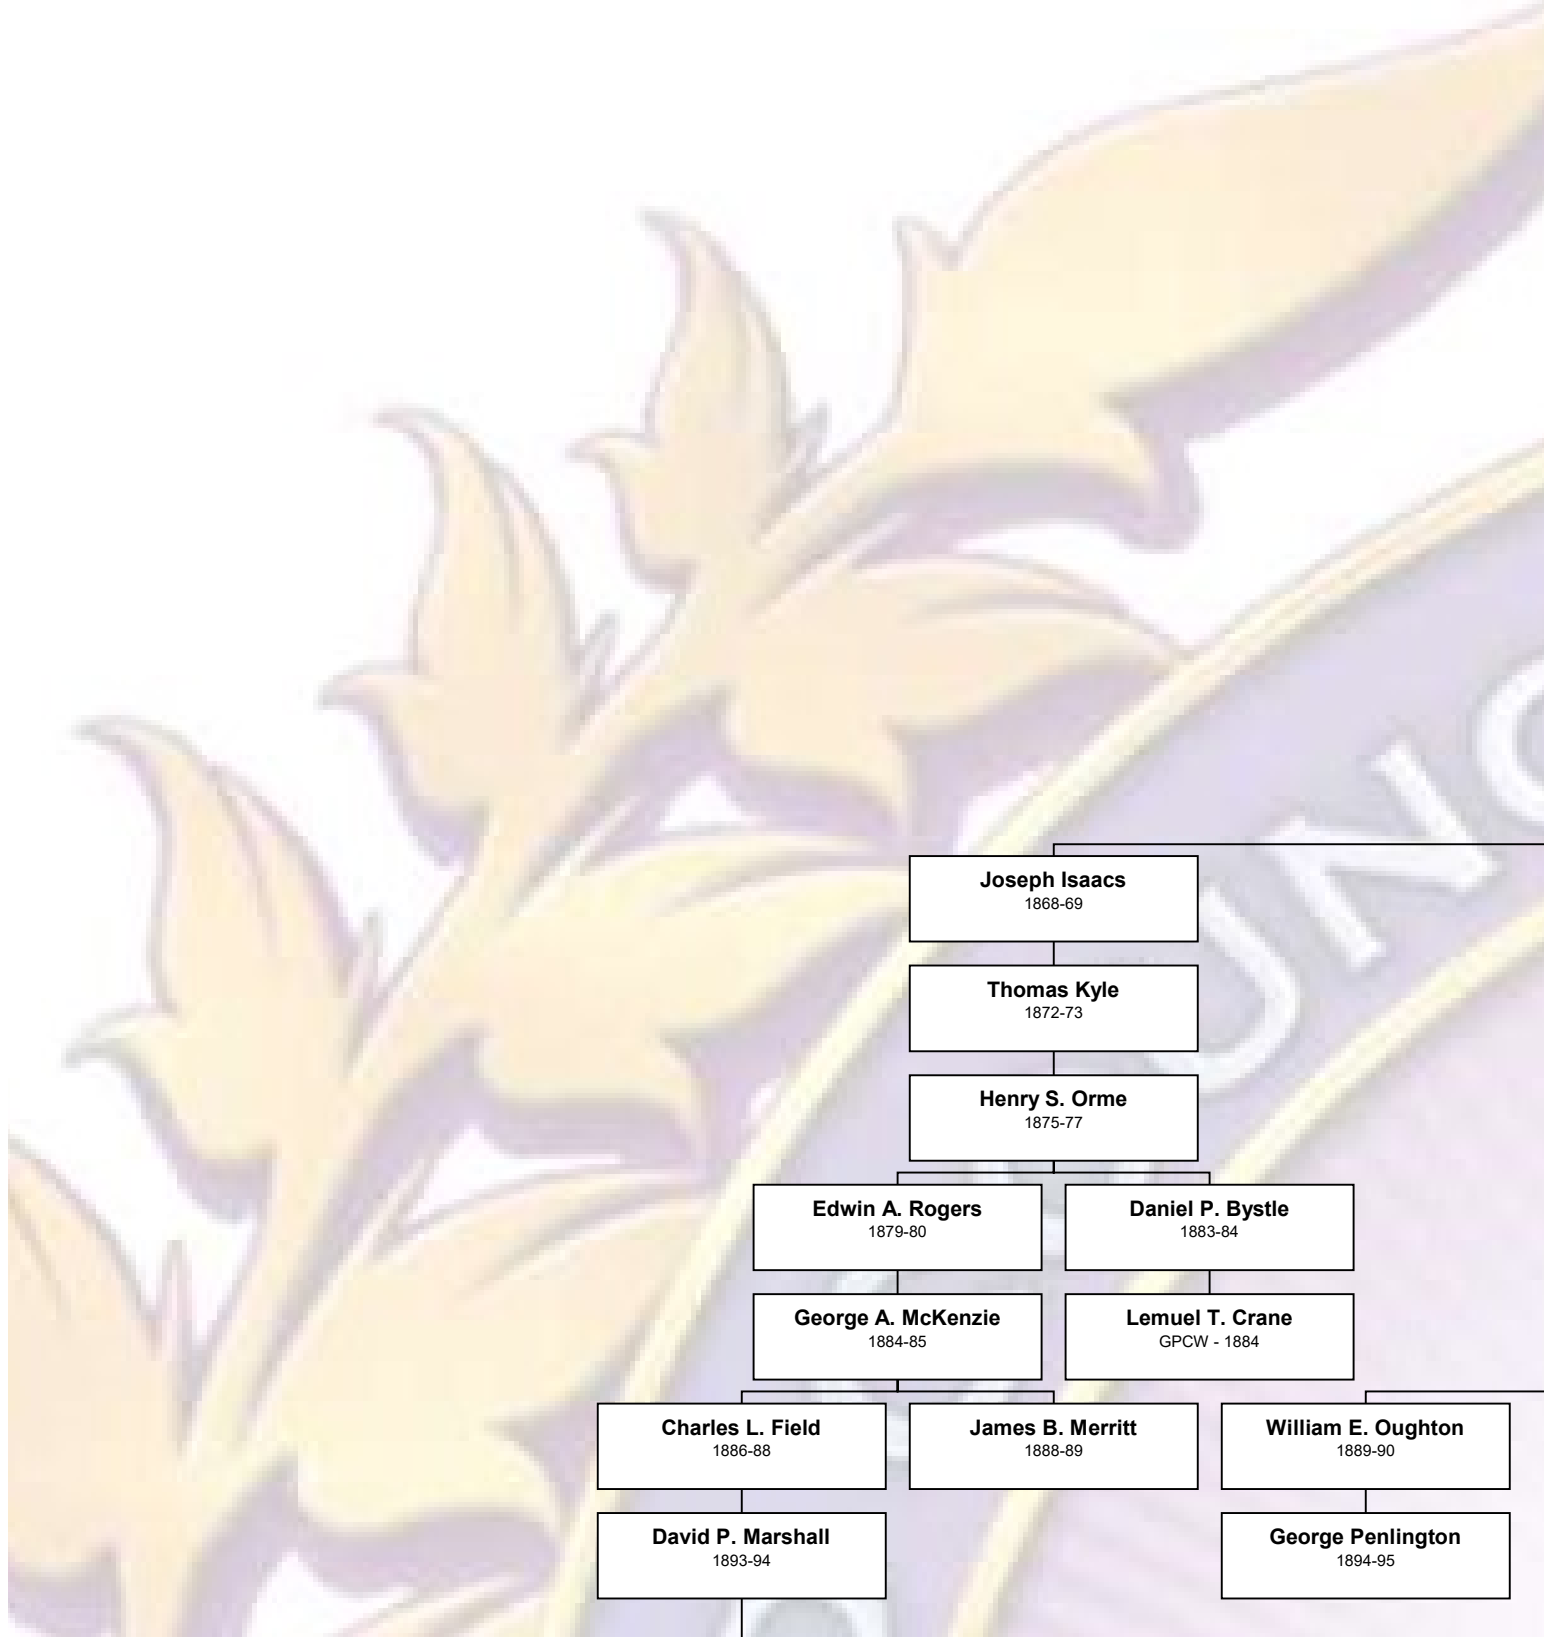 Joseph Isaacs
1868-69
Thomas Kyle
1872-73
Henry S. Orme
1875-77
Edwin A. Rogers
1879-80
Daniel P. Bystle
1883-84
George A. McKenzie
1884-85
Lemuel T. Crane
GPCW - 1884
Charles L. Field
1886-88
James B. Merritt
1888-89
William E. Oughton
1889-90
David P. Marshall
1893-94
George Penlington
1894-95